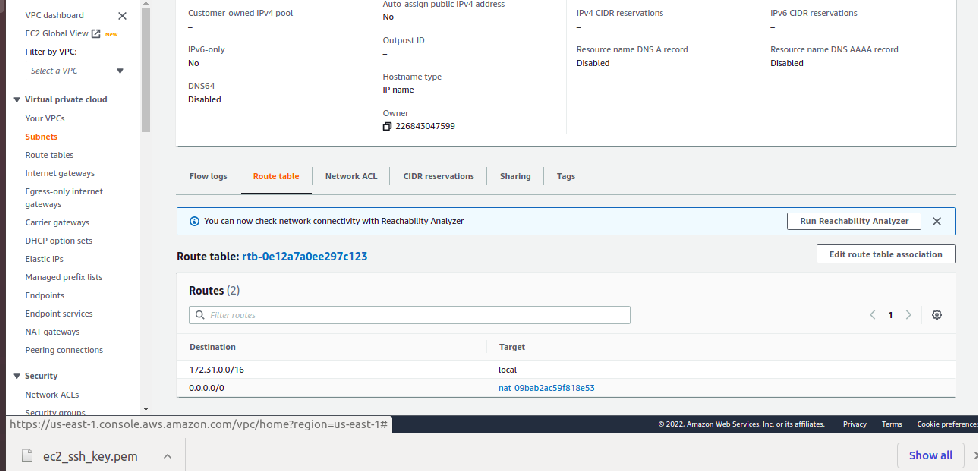 VPC dashboard
EC2 Global View New
Filter by VPC:
Select a VPC
Virtual private cloud
Your VPCs
Subnets
Route tables
Internet gateways
Egress-only internet
gateways
Carrier gateways
DHCP option sets
Elastic IPs
Managed prefix lists
Endpoints
Endpoint services
NAT gateways
Peering connections
Security
Network ACLs
Security groups
Customer-owned IPv4 pool
–
IPv6-only
No
DNS64
Disabled
Auto-assign public IPv4 address
No
Outpost ID
–
Hostname type
IP name
Owner
226843047599
IPv4 CIDR reservations
–
Resource name DNS A record
Disabled
IPv6 CIDR reservations
–
Resource name DNS AAAA record
Disabled
Flow logs Route table Network ACL CIDR reservations Sharing Tags
You can now check network connectivity with Reachability Analyzer Run Reachability Analyzer
Route table: rtb-0e12a7a0ee297c123 Edit route table association
Routes (2)
Filter routes 1
Destination Target
172.31.0.0/16 local
0.0.0.0/0 nat-09bab2ac59f818e53
https://us-east-1.console.aws.amazon.com/vpc/home?region=us-east-1#
© 2022, Amazon Web Services, Inc. or its affiliates. Privacy Terms Cookie preference
ec2_ssh_key.pem Show all